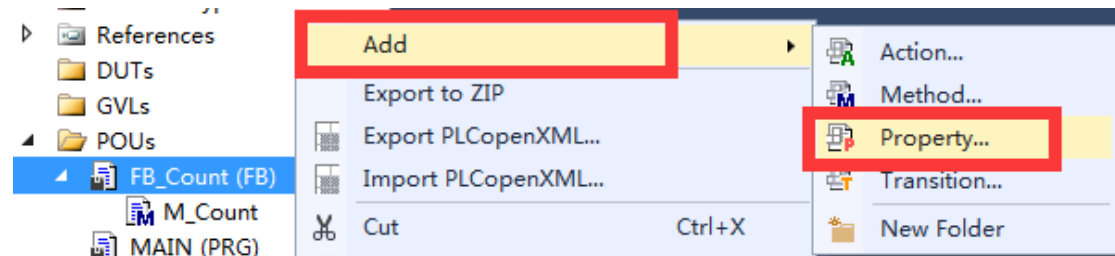 References
DUTs
GVLs
POUs
FB_Count (FB)
M_Count
MAIN (PRG)
Add
Export to ZIP
Export PLCopenXML...
Import PLCopenXML...
Cut Ctrl+X
Action...
Method...
Property...
Transition...
New Folder